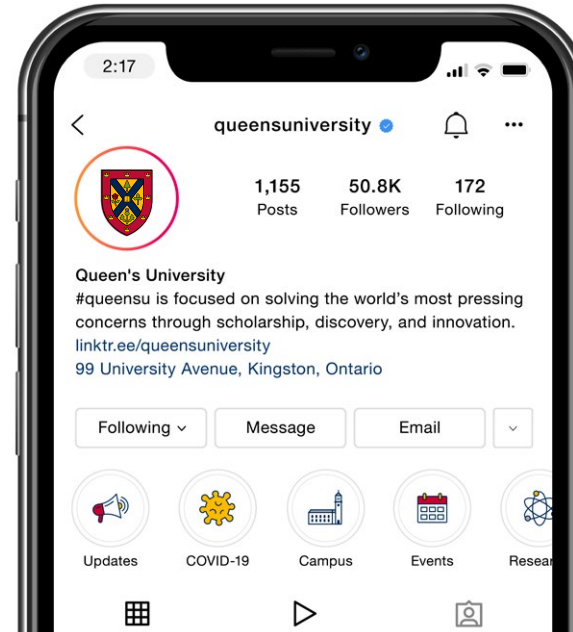 2:17
queensuniversity
1,155 50.8K 172
Posts Followers Following
Queen's University
#queensu is focused on solving the world's most pressing
concerns through scholarship, discovery, and innovation.
linktr.ee/queensuniversity
99 University Avenue, Kingston, Ontario
Following Message Email
Updates COVID-19 Campus Events Resear